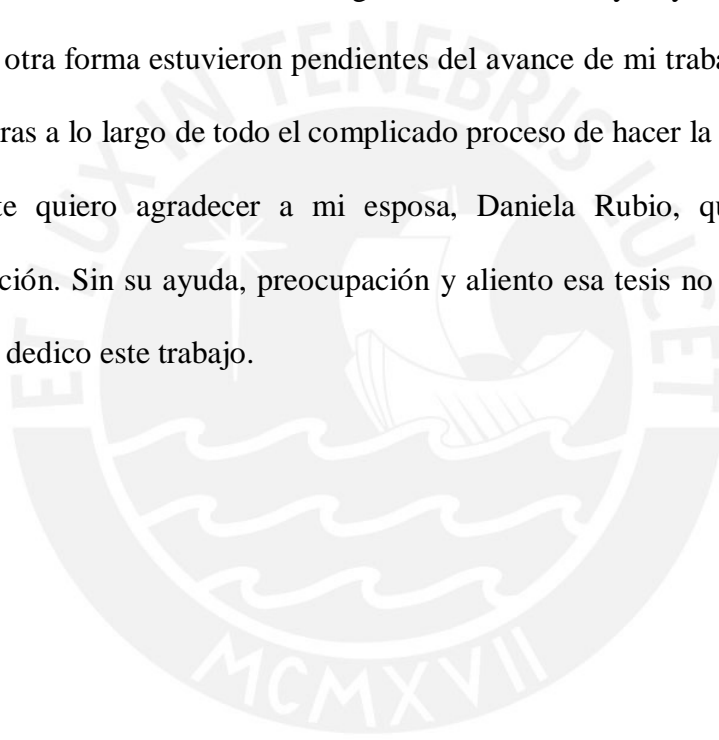 otra forma estuvieron pendientes del avance de mi traba
ras a lo largo de todo el complicado proceso de hacer la
te quiero agradecer a mi esposa, Daniela Rubio, qu
ción. Sin su ayuda, preocupación y aliento esa tesis no
dedico este trabajo.
ET LUX IN TENEBRIS LUCET
MCMXVII